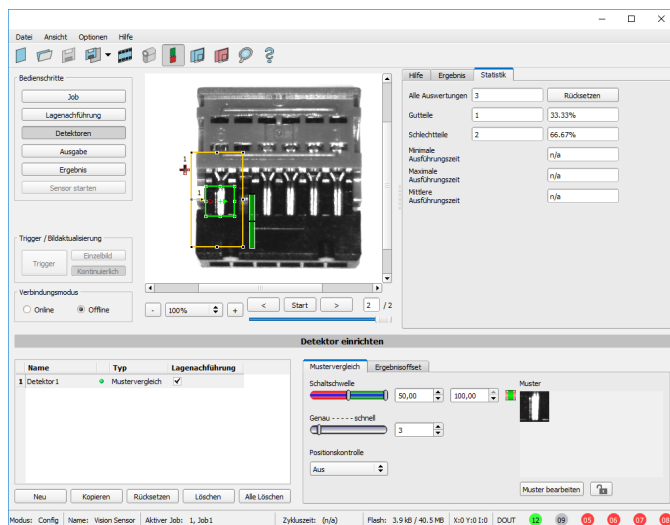 Datei Ansicht Optionen Hilfe
Bedienschritte
Job
Lagenachführung
Detektoren
Ausgabe
Ergebnis
Sensor starten
Trigger / Bildaktualisierung
Trigger
Einzelbild
Kontinuierlich
Verbindungsmodus
Online Offline
1
1
- 100% + < Start > 2 / 2
Hilfe Ergebnis Statistik
Alle Auswertungen 3 Rücksetzen
Gutteile 1 33.33%
Schlechtteile 2 66.67%
Minimale
Ausführungszeit n/a
Maximale
Ausführungszeit n/a
Mittlere
Ausführungszeit n/a
Detektor einrichten
Name Typ Lagenachführung
1 Detektor1 Mustervergleich
Neu Kopieren Rücksetzen Löschen Alle Löschen
Mustervergleich Ergebnisoffset
Schaltschwelle
50,00 100,00
Genau - - - - - schnell
3
Positionskontrolle
Aus
Muster
Muster bearbeiten
Modus: Config Name: Vision Sensor Aktiver Job: 1, Job1 Zykluszeit: (n/a) Flash: 3.9 kB / 40.5 MB X:0 Y:0 I:0 DOUT 12 09 05 06 07 08